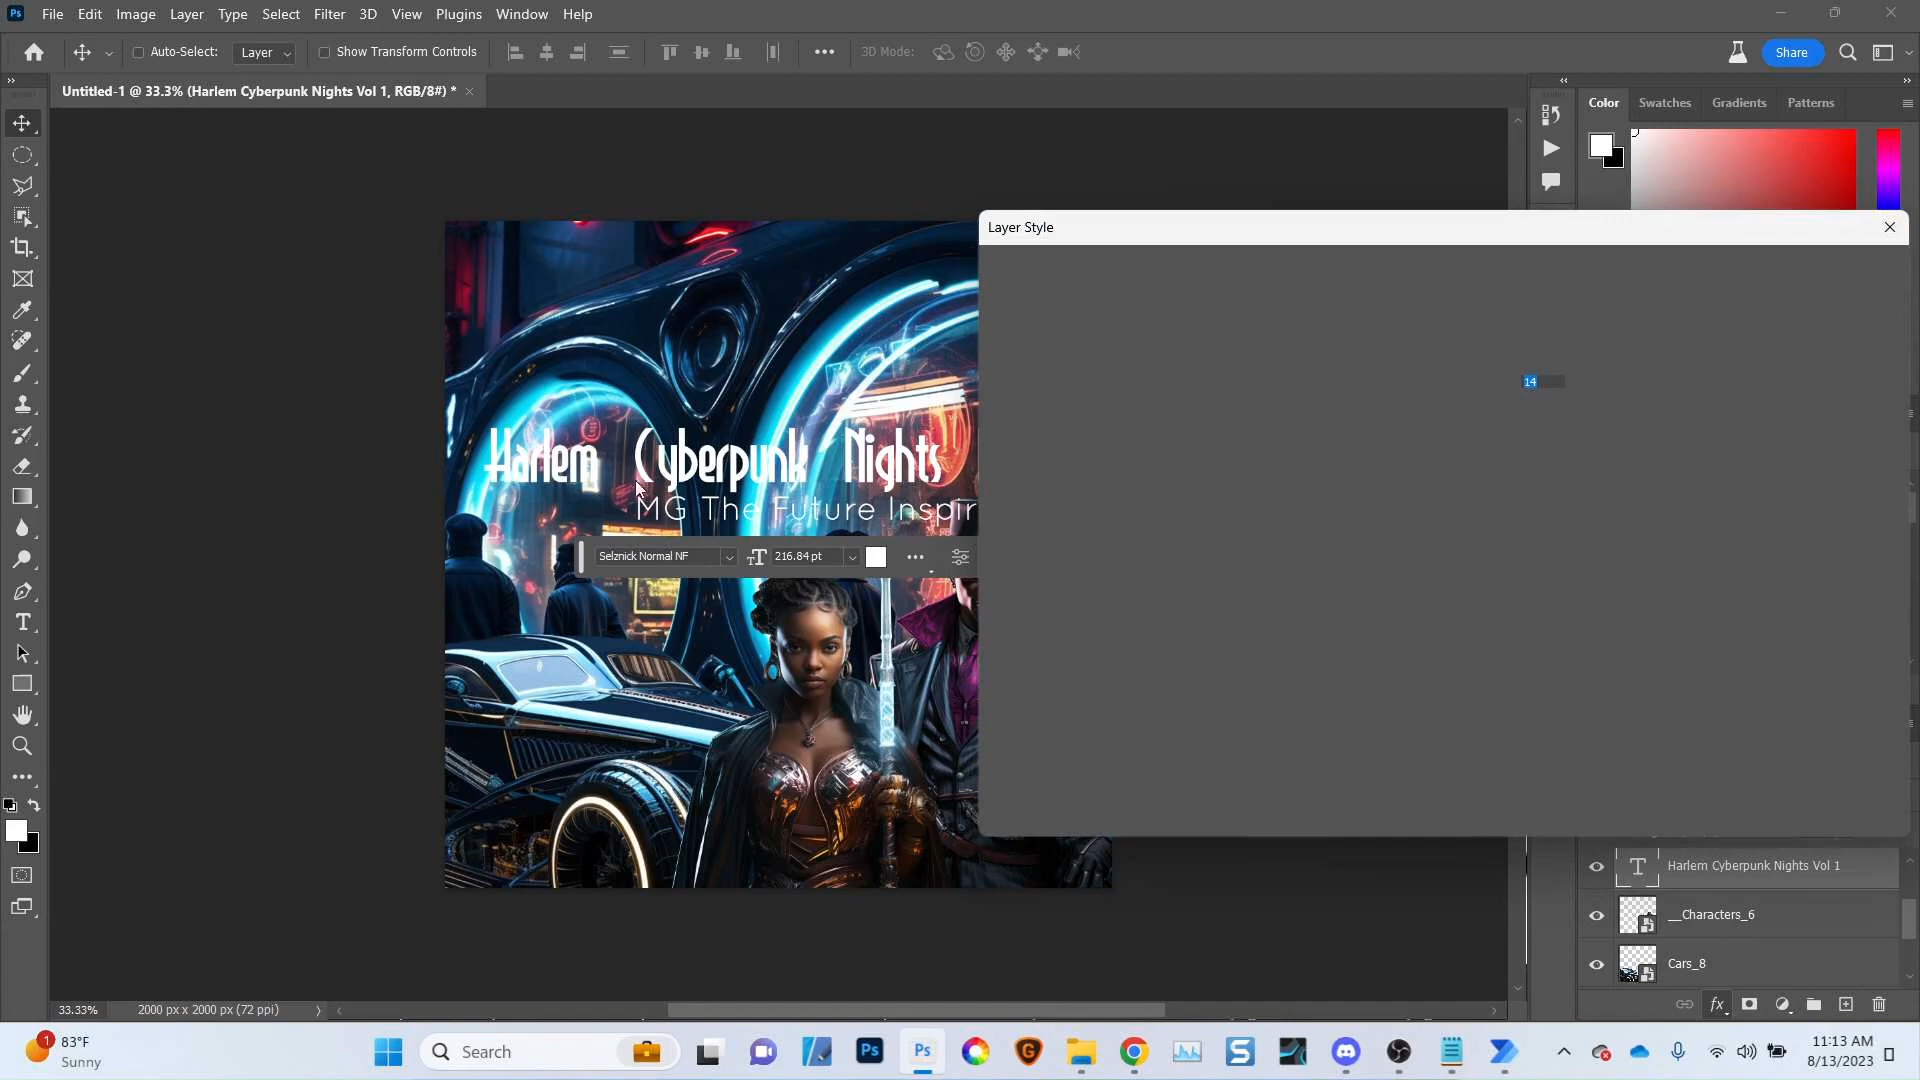 Ps File Edit Image Layer Type Select Filter 3D View Plugins Window Help
Auto-Select: Layer Show Transform Controls 3D Mode: Share
Untitled-1 @ 33.3% (Harlem Cyberpunk Nights Vol 1, RGB/8#) *
Color Swatches Gradients Patterns
Layer Style
14
Harlem Cyberpunk Nights
MG The Future Inspir
Selznick Normal NF 216.84 pt
Harlem Cyberpunk Nights Vol 1
__Characters_6
Cars_8
33.33% 2000 px x 2000 px (72 ppi)
1 83°F
Sunny
Search
11:13 AM
8/13/2023